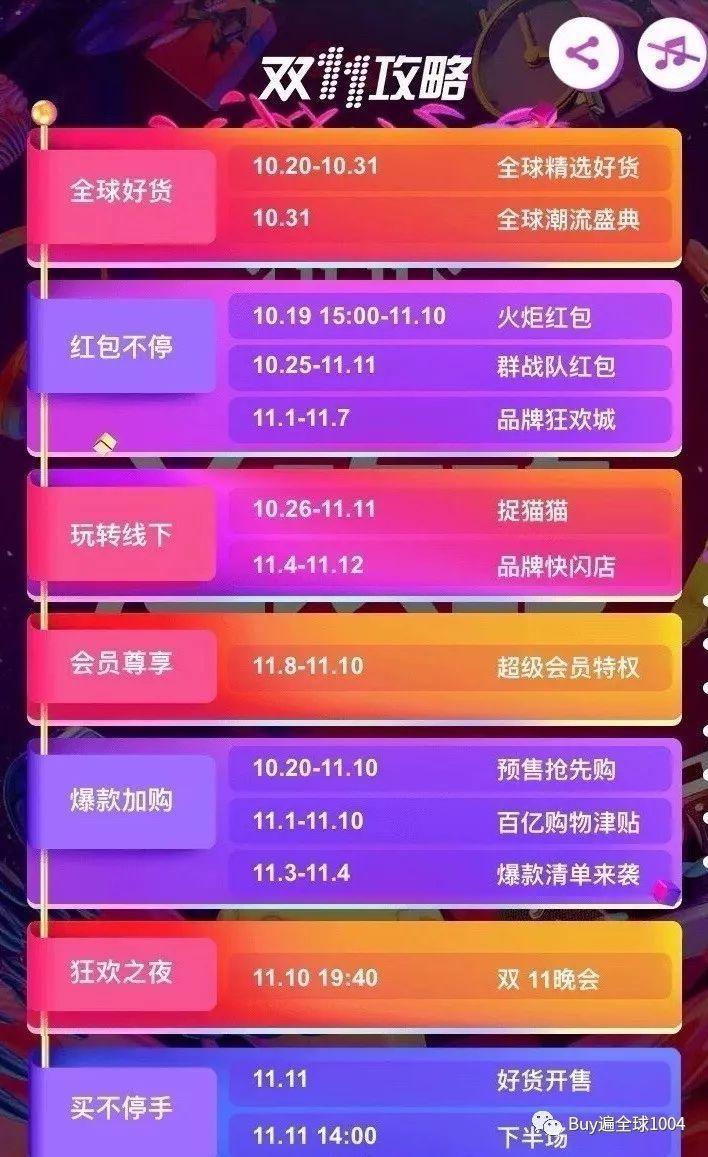 双11攻略
全球好货
10.20-10.31 全球精选好货
10.31 全球潮流盛典
红包不停
10.19 15:00-11.10 火炬红包
10.25-11.11 群战队红包
11.1-11.7 品牌狂欢城
玩转线下
10.26-11.11 捉猫猫
11.4-11.12 品牌快闪店
会员尊享
11.8-11.10 超级会员特权
爆款加购
10.20-11.10 预售抢先购
11.1-11.10 百亿购物津贴
11.3-11.4 爆款清单来袭
狂欢之夜
11.10 19:40 双 11晚会
买不停手
11.11 好货开售
11.11 14:00 下半场
Buy遍全球1004